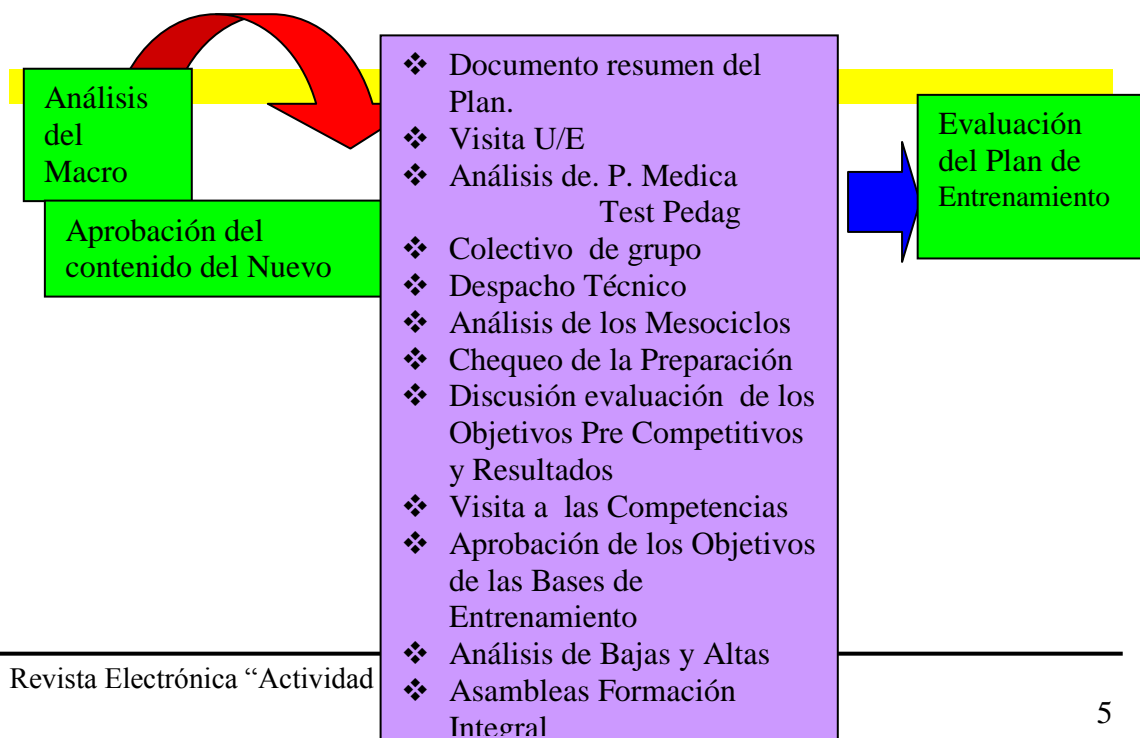 Análisis
del
Macro
Aprobación del
contenido del Nuevo
❖ Documento resumen del
Plan.
❖ Visita U/E
❖ Análisis de. P. Medica
Test Pedag
❖ Colectivo de grupo
❖ Despacho Técnico
❖ Análisis de los Mesociclos
❖ Chequeo de la Preparación
❖ Discusión evaluación de los
Objetivos Pre Competitivos
y Resultados
❖ Visita a las Competencias
❖ Aprobación de los Objetivos
de las Bases de
Entrenamiento
❖ Análisis de Bajas y Altas
❖ Asambleas Formación
Integral
Evaluación
del Plan de
Entrenamiento
Revista Electrónica “Actividad
5